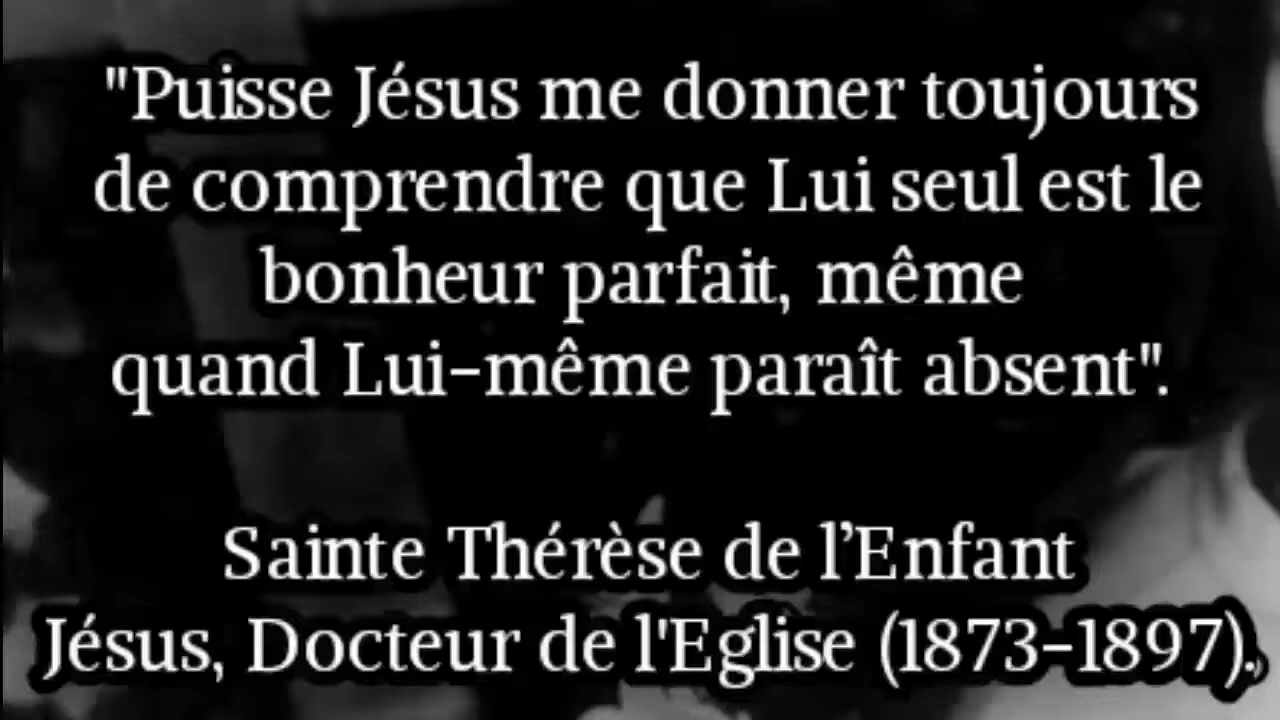 "Puisse Jésus me donner toujours
de comprendre que Lui seul est le
bonheur parfait, même
quand Lui-même paraît absent".
Sainte Thérèse de l’Enfant
Jésus, Docteur de l'Eglise (1873-1897).